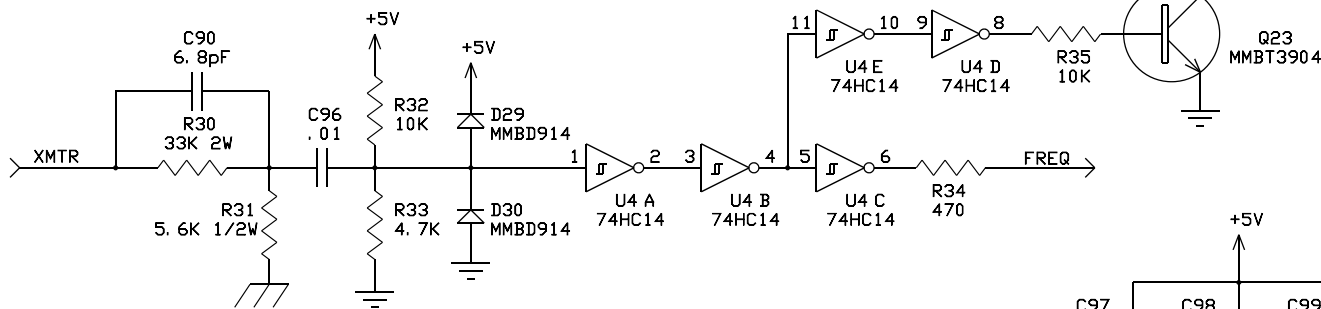 C90
6.8pF
+5V
+5V
11
10
9
8
Q23
MMBT3904
U4 E
74HC14
U4 D
74HC14
R35
10K
R30
33K 2W
C96
.01
R32
10K
D29
MMBD914
XMTR
1
2
3
4
5
6
FREQ
U4 A
74HC14
U4 B
74HC14
U4 C
74HC14
R34
470
R31
5.6K 1/2W
R33
4.7K
D30
MMBD914
+5V
C97
C98
C99